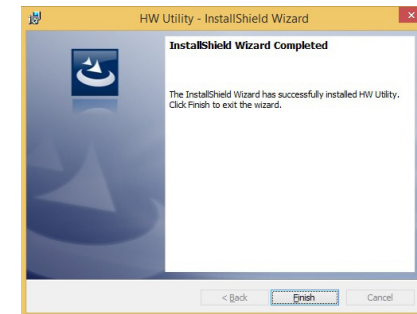 HW Utility - InstallShield Wizard
InstallShield Wizard Completed
The InstallShield Wizard has successfully installed HW Utility.
Click Finish to exit the wizard.
< Back
Finish
Cancel